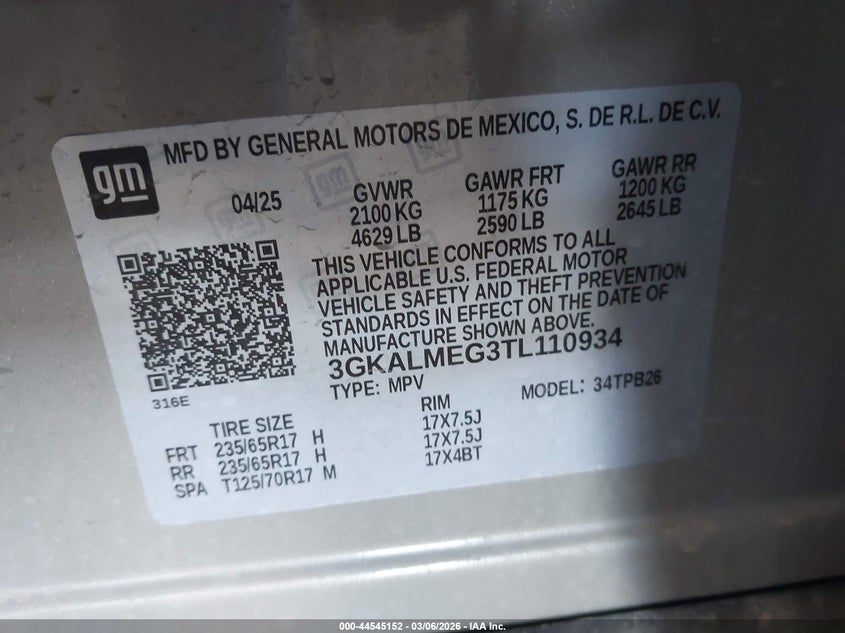 gm
MFD BY GENERAL MOTORS DE MEXICO, S. DE R.L. DE C.V.
04/25
GVWR GAWR FRT GAWR RR
2100 KG 1175 KG 1200 KG
4629 LB 2590 LB 2645 LB
THIS VEHICLE CONFORMS TO ALL
APPLICABLE U.S. FEDERAL MOTOR
VEHICLE SAFETY AND THEFT PREVENTION
STANDARDS IN EFFECT ON THE DATE OF
MANUFACTURE SHOWN ABOVE.
3GKALMEG3TL110934
TYPE: MPV MODEL: 34TPB26
316E
TIRE SIZE RIM
FRT 235/65R17 H 17X7.5J
RR 235/65R17 H 17X7.5J
SPA T125/70R17 M 17X4BT
000-44545152 — 03/06/2026 - IAA Inc.